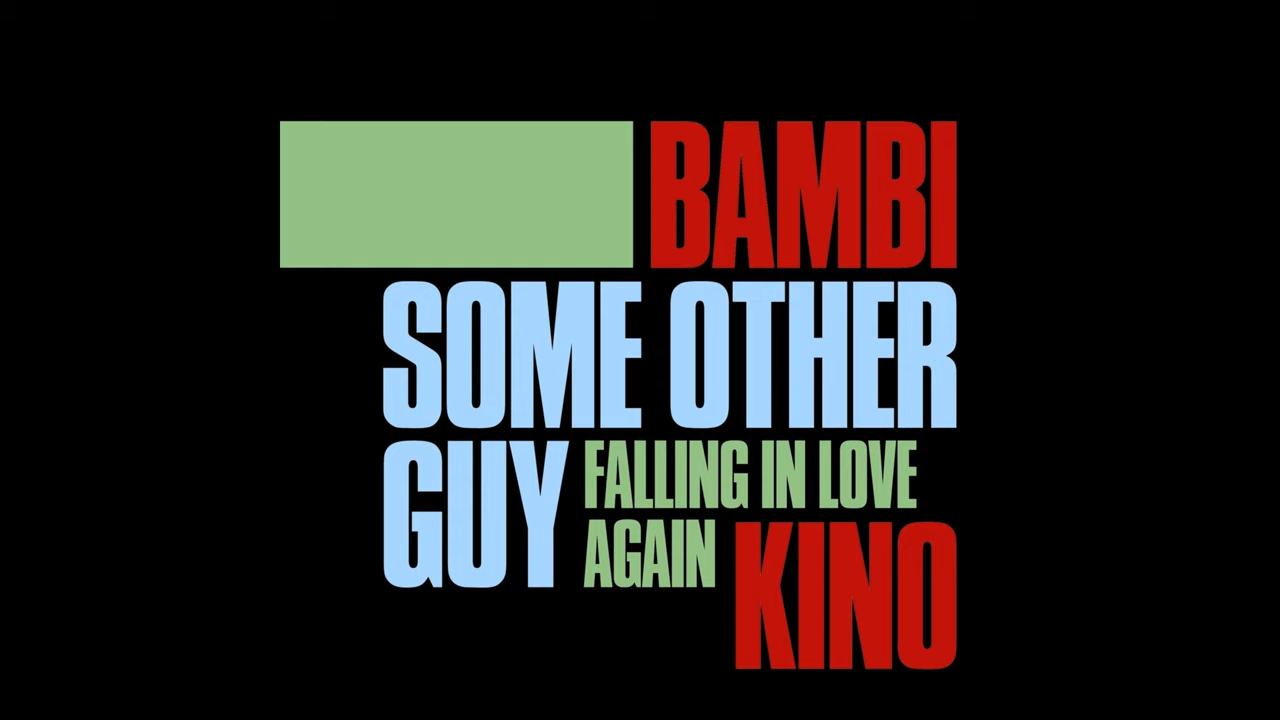 BAMBI
SOME OTHER
GUY
FALLING IN LOVE
AGAIN
KINO